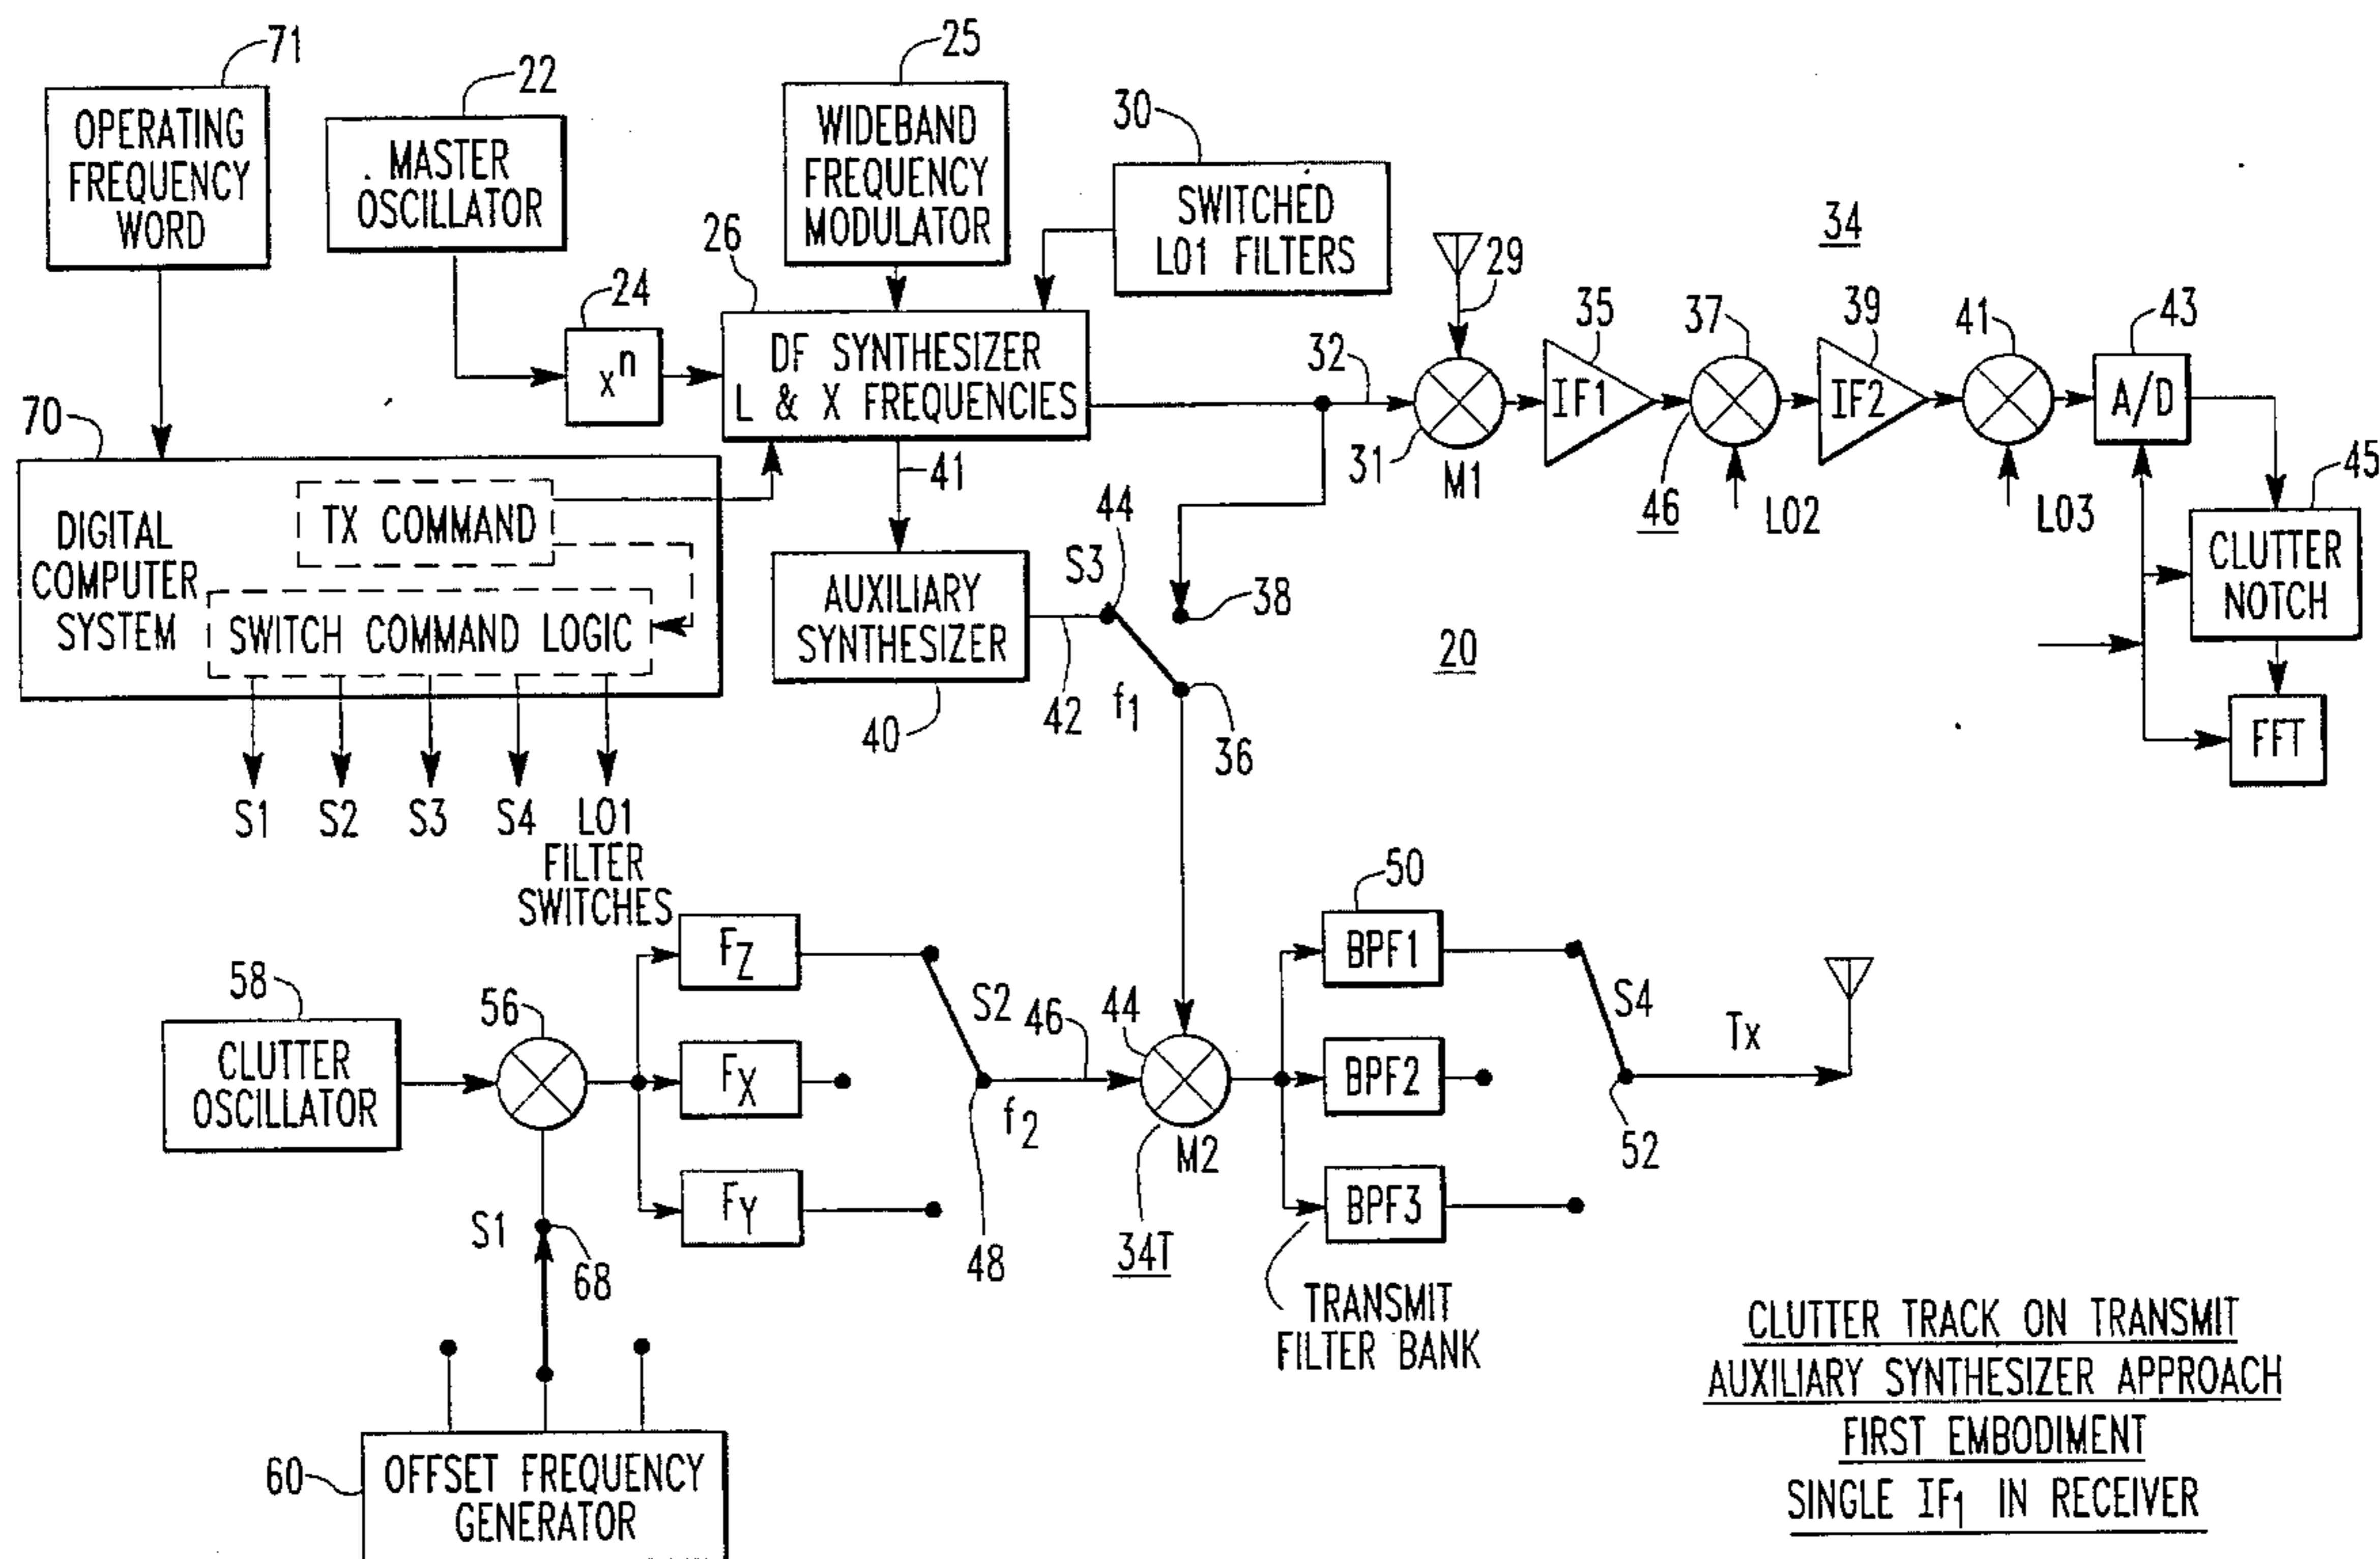 71
OPERATING
FREQUENCY
WORD
22
MASTER
OSCILLATOR
25
WIDEBAND
FREQUENCY
MODULATOR
30
SWITCHED
LO1 FILTERS
24
xn
26
DF SYNTHESIZER
L & X FREQUENCIES
32
29
31
M1
34
35
IF1
37
46
LO2
39
IF2
41
LO3
43
A/D
45
CLUTTER
NOTCH
FFT
70
DIGITAL
COMPUTER
SYSTEM
TX COMMAND
SWITCH COMMAND LOGIC
S1
S2
S3
S4
LO1
FILTER
SWITCHES
41
AUXILIARY
SYNTHESIZER
40
42
S3
44
38
f1
36
20
58
CLUTTER
OSCILLATOR
56
FZ
FX
FY
S2
46
f2
48
44
M2
34T
50
BPF1
BPF2
BPF3
S4
52
Tx
TRANSMIT
FILTER BANK
S1
68
60
OFFSET FREQUENCY
GENERATOR
CLUTTER TRACK ON TRANSMIT
AUXILIARY SYNTHESIZER APPROACH
FIRST EMBODIMENT
SINGLE IF1 IN RECEIVER